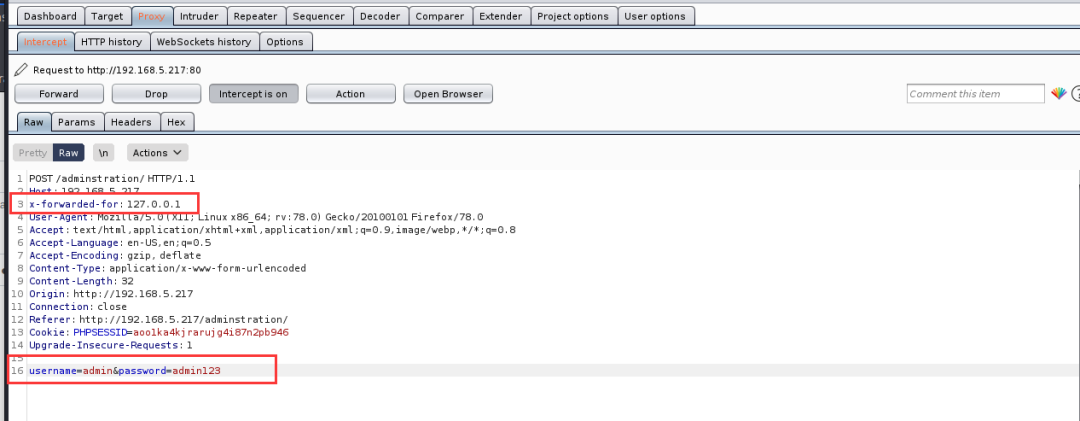 Dashboard Target Proxy Intruder Repeater Sequencer Decoder Comparer Extender Project options User options
Intercept HTTP history WebSockets history Options
Request to http://192.168.5.217:80
Forward Drop Intercept is on Action Open Browser Comment this item ?
Raw Params Headers Hex
Pretty Raw \n Actions
1 POST /adminstration/ HTTP/1.1
2 Host: 192.168.5.217
3 x-forwarded-for: 127.0.0.1
4 User-Agent: Mozilla/5.0 (X11; Linux x86_64; rv:78.0) Gecko/20100101 Firefox/78.0
5 Accept: text/html,application/xhtml+xml,application/xml;q=0.9,image/webp,*/*;q=0.8
6 Accept-Language: en-US,en;q=0.5
7 Accept-Encoding: gzip, deflate
8 Content-Type: application/x-www-form-urlencoded
9 Content-Length: 32
10 Origin: http://192.168.5.217
11 Connection: close
12 Referer: http://192.168.5.217/adminstration/
13 Cookie: PHPSESSID=aoo1ka4kjrarujg4i87n2pb946
14 Upgrade-Insecure-Requests: 1
15
16 username=admin&password=admin123